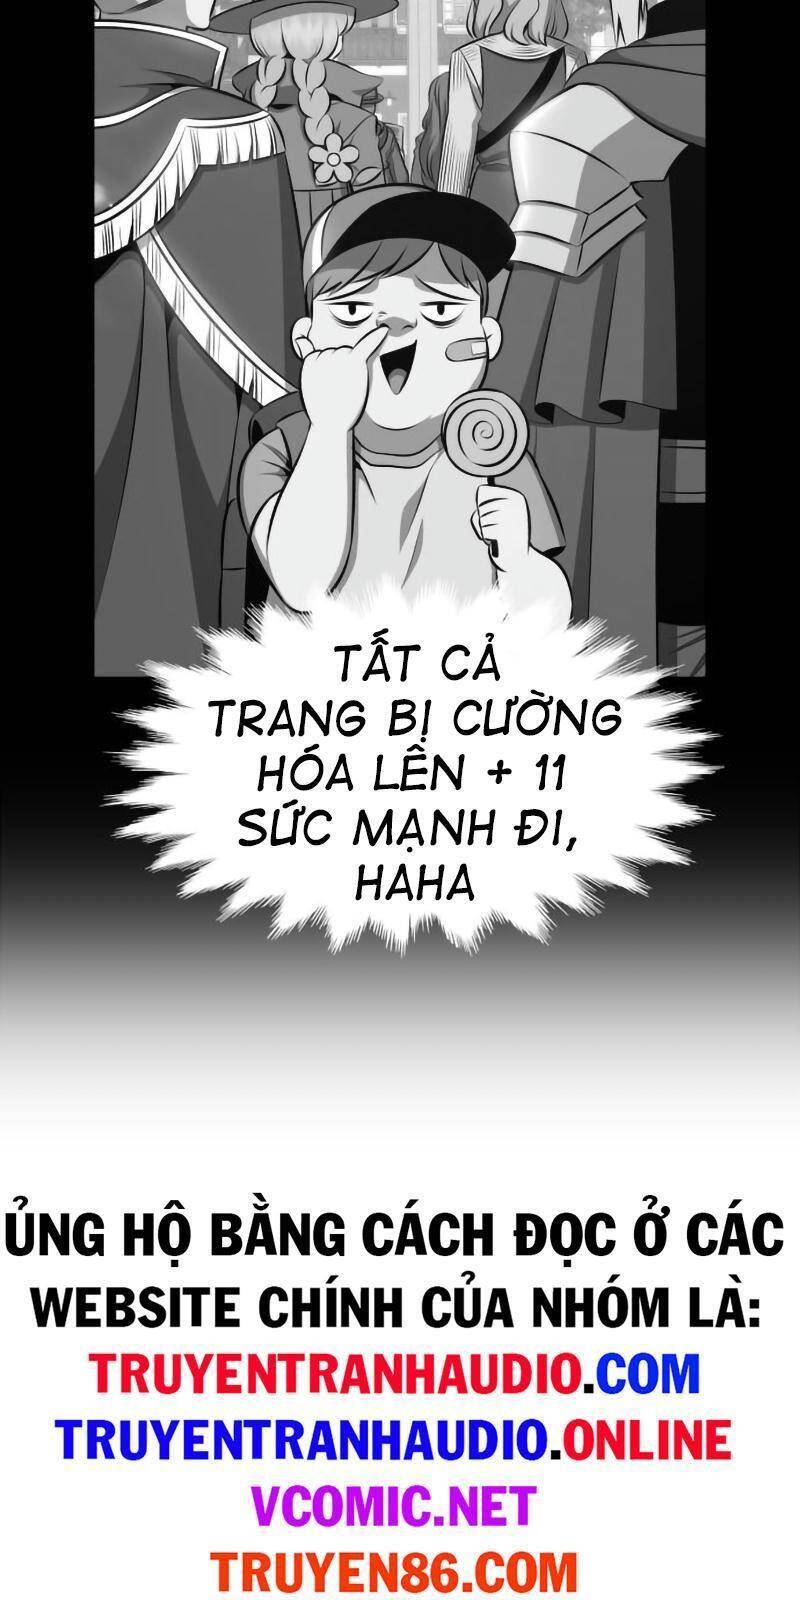 TẤT CẢ
TRANG BỊ CƯỜNG
HÓA LÊN + 11
SỨC MẠNH ĐI,
HAHA
ỦNG HỘ BẰNG CÁCH ĐỌC Ở CÁC
WEBSITE CHÍNH CỦA NHÓM LÀ:
TRUYENTRANHAUDIO.COM
TRUYENTRANHAUDIO.ONLINE
VCOMIC.NET
TRUYEN86.COM